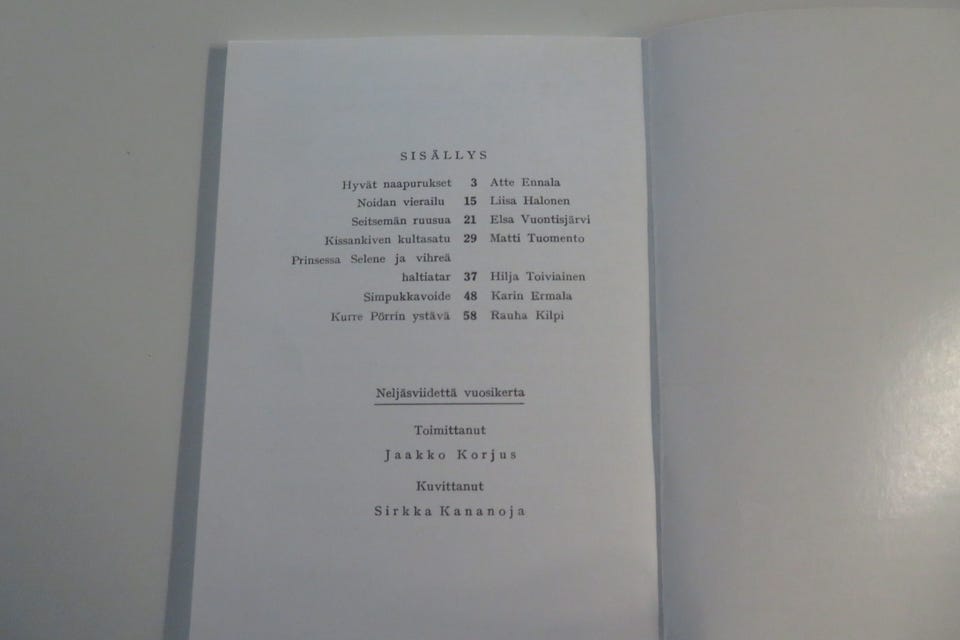 SISÄLLYS
Hyvät naapurukset 3 Atte Ennala
Noidan vierailu 15 Liisa Halonen
Seitsemän ruusua 21 Elsa Vuontisjärvi
Kissankiven kultasatu 29 Matti Tuomento
Prinsessa Selene ja vihreä
haltiatar 37 Hilja Toiviainen
Simpukkavoide 48 Karin Ermala
Kurre Pörrin ystävä 58 Rauha Kilpi
Neljäsviidettä vuosikerta
Toimittanut
Jaakko Korjus
Kuvittanut
Sirkka Kananoja